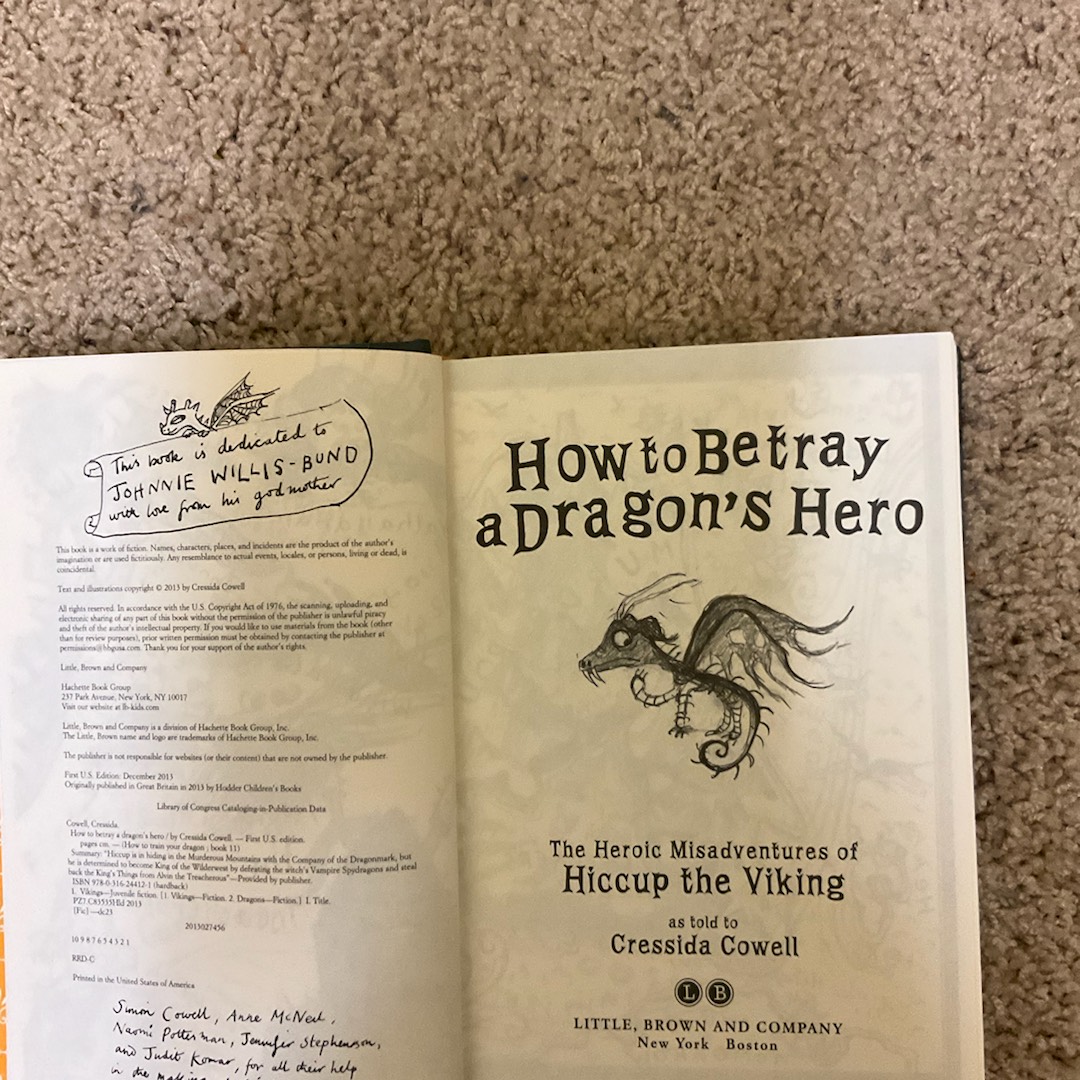 This book is dedicated to
JOHNNIE WILLIS-BUND
with love from his godmother
This book is a work of fiction. Names, characters, places, and incidents are the product of the author's
imagination or are used fictitiously. Any resemblance to actual events, locales, or persons, living or dead, is
coincidental.
Text and illustrations copyright © 2013 by Cressida Cowell
All rights reserved. In accordance with the U.S. Copyright Act of 1976, the scanning, uploading, and
electronic sharing of any part of this book without the permission of the publisher is unlawful piracy
and theft of the author's intellectual property. If you would like to use materials from the book (other
than for review purposes), prior written permission must be obtained by contacting the publisher at
permissions@hbgusa.com. Thank you for your support of the author's rights.
Little, Brown and Company
Hachette Book Group
237 Park Avenue, New York, NY 10017
Visit our website at lb-kids.com
Little, Brown and Company is a division of Hachette Book Group, Inc.
The Little, Brown name and logo are trademarks of Hachette Book Group, Inc.
The publisher is not responsible for websites (or their content) that are not owned by the publisher.
First U.S. Edition: December 2013
Originally published in Great Britain in 2013 by Hodder Children's Books
Library of Congress Cataloging-in-Publication Data
Cowell, Cressida.
How to betray a dragon's hero / by Cressida Cowell. — First U.S. edition.
pages cm. — (How to train your dragon ; book 11)
Summary: "Hiccup is in hiding in the Murderous Mountains with the Company of the Dragonmark, but
he is determined to become King of the Wilderwest by defeating the witch's Vampire Spydragons and steal
back the King's Things from Alvin the Treacherous"—Provided by publisher.
ISBN 978-0-316-24412-1 (hardback)
1. Vikings—Juvenile fiction. [1. Vikings—Fiction. 2. Dragons—Fiction.] I. Title.
2013
[Fic]—dc23
2013027456
10 9 8 7 6 5 4 3 2 1
RRD-C
Printed in the United States of America
Simon Cowell, Anne McNeil,
Naomi Potterman, Jennifer Stephenson,
and Judit Komar, for all their help
in the
How to Betray
a Dragon's Hero
The Heroic Misadventures of
Hiccup the Viking
as told to
Cressida Cowell
L B
LITTLE, BROWN AND COMPANY
New York Boston